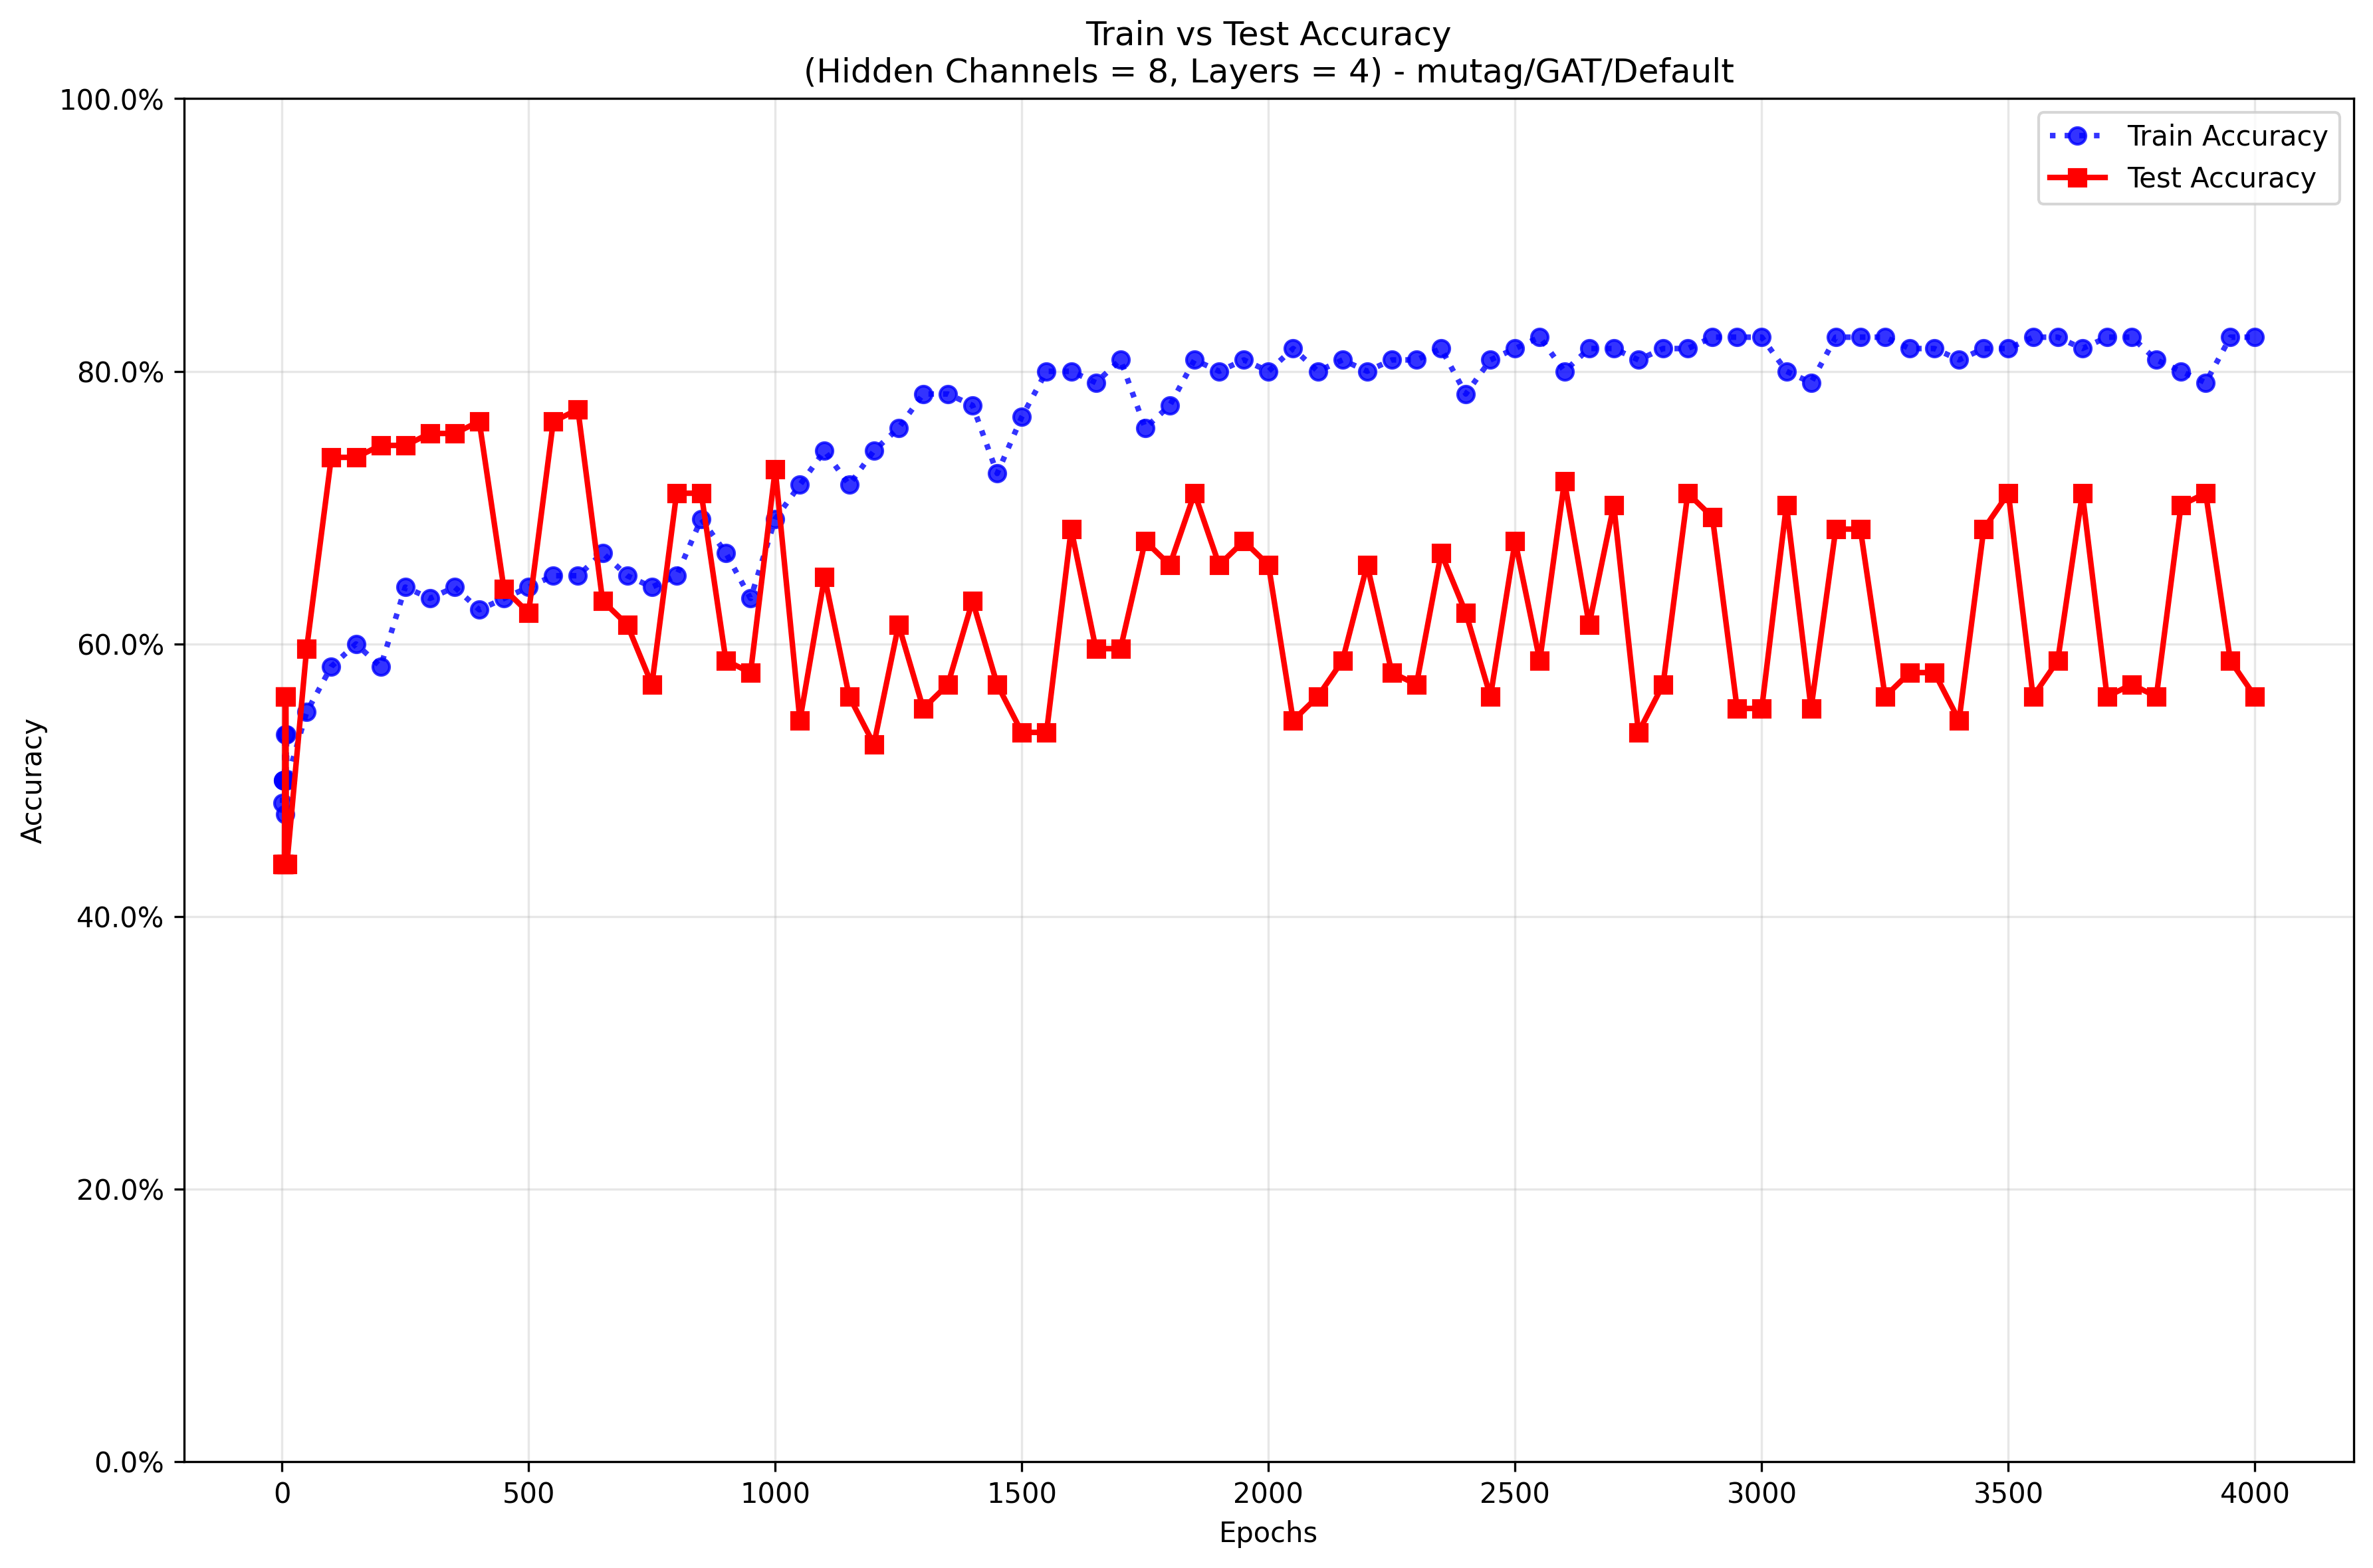 Train vs Test Accuracy
(Hidden Channels = 8, Layers = 4) - mutag/GAT/Default
100.0%
80.0%
60.0%
40.0%
20.0%
0.0%
Accuracy
Train Accuracy
Test Accuracy
0 500 1000 1500 2000 2500 3000 3500 4000
Epochs